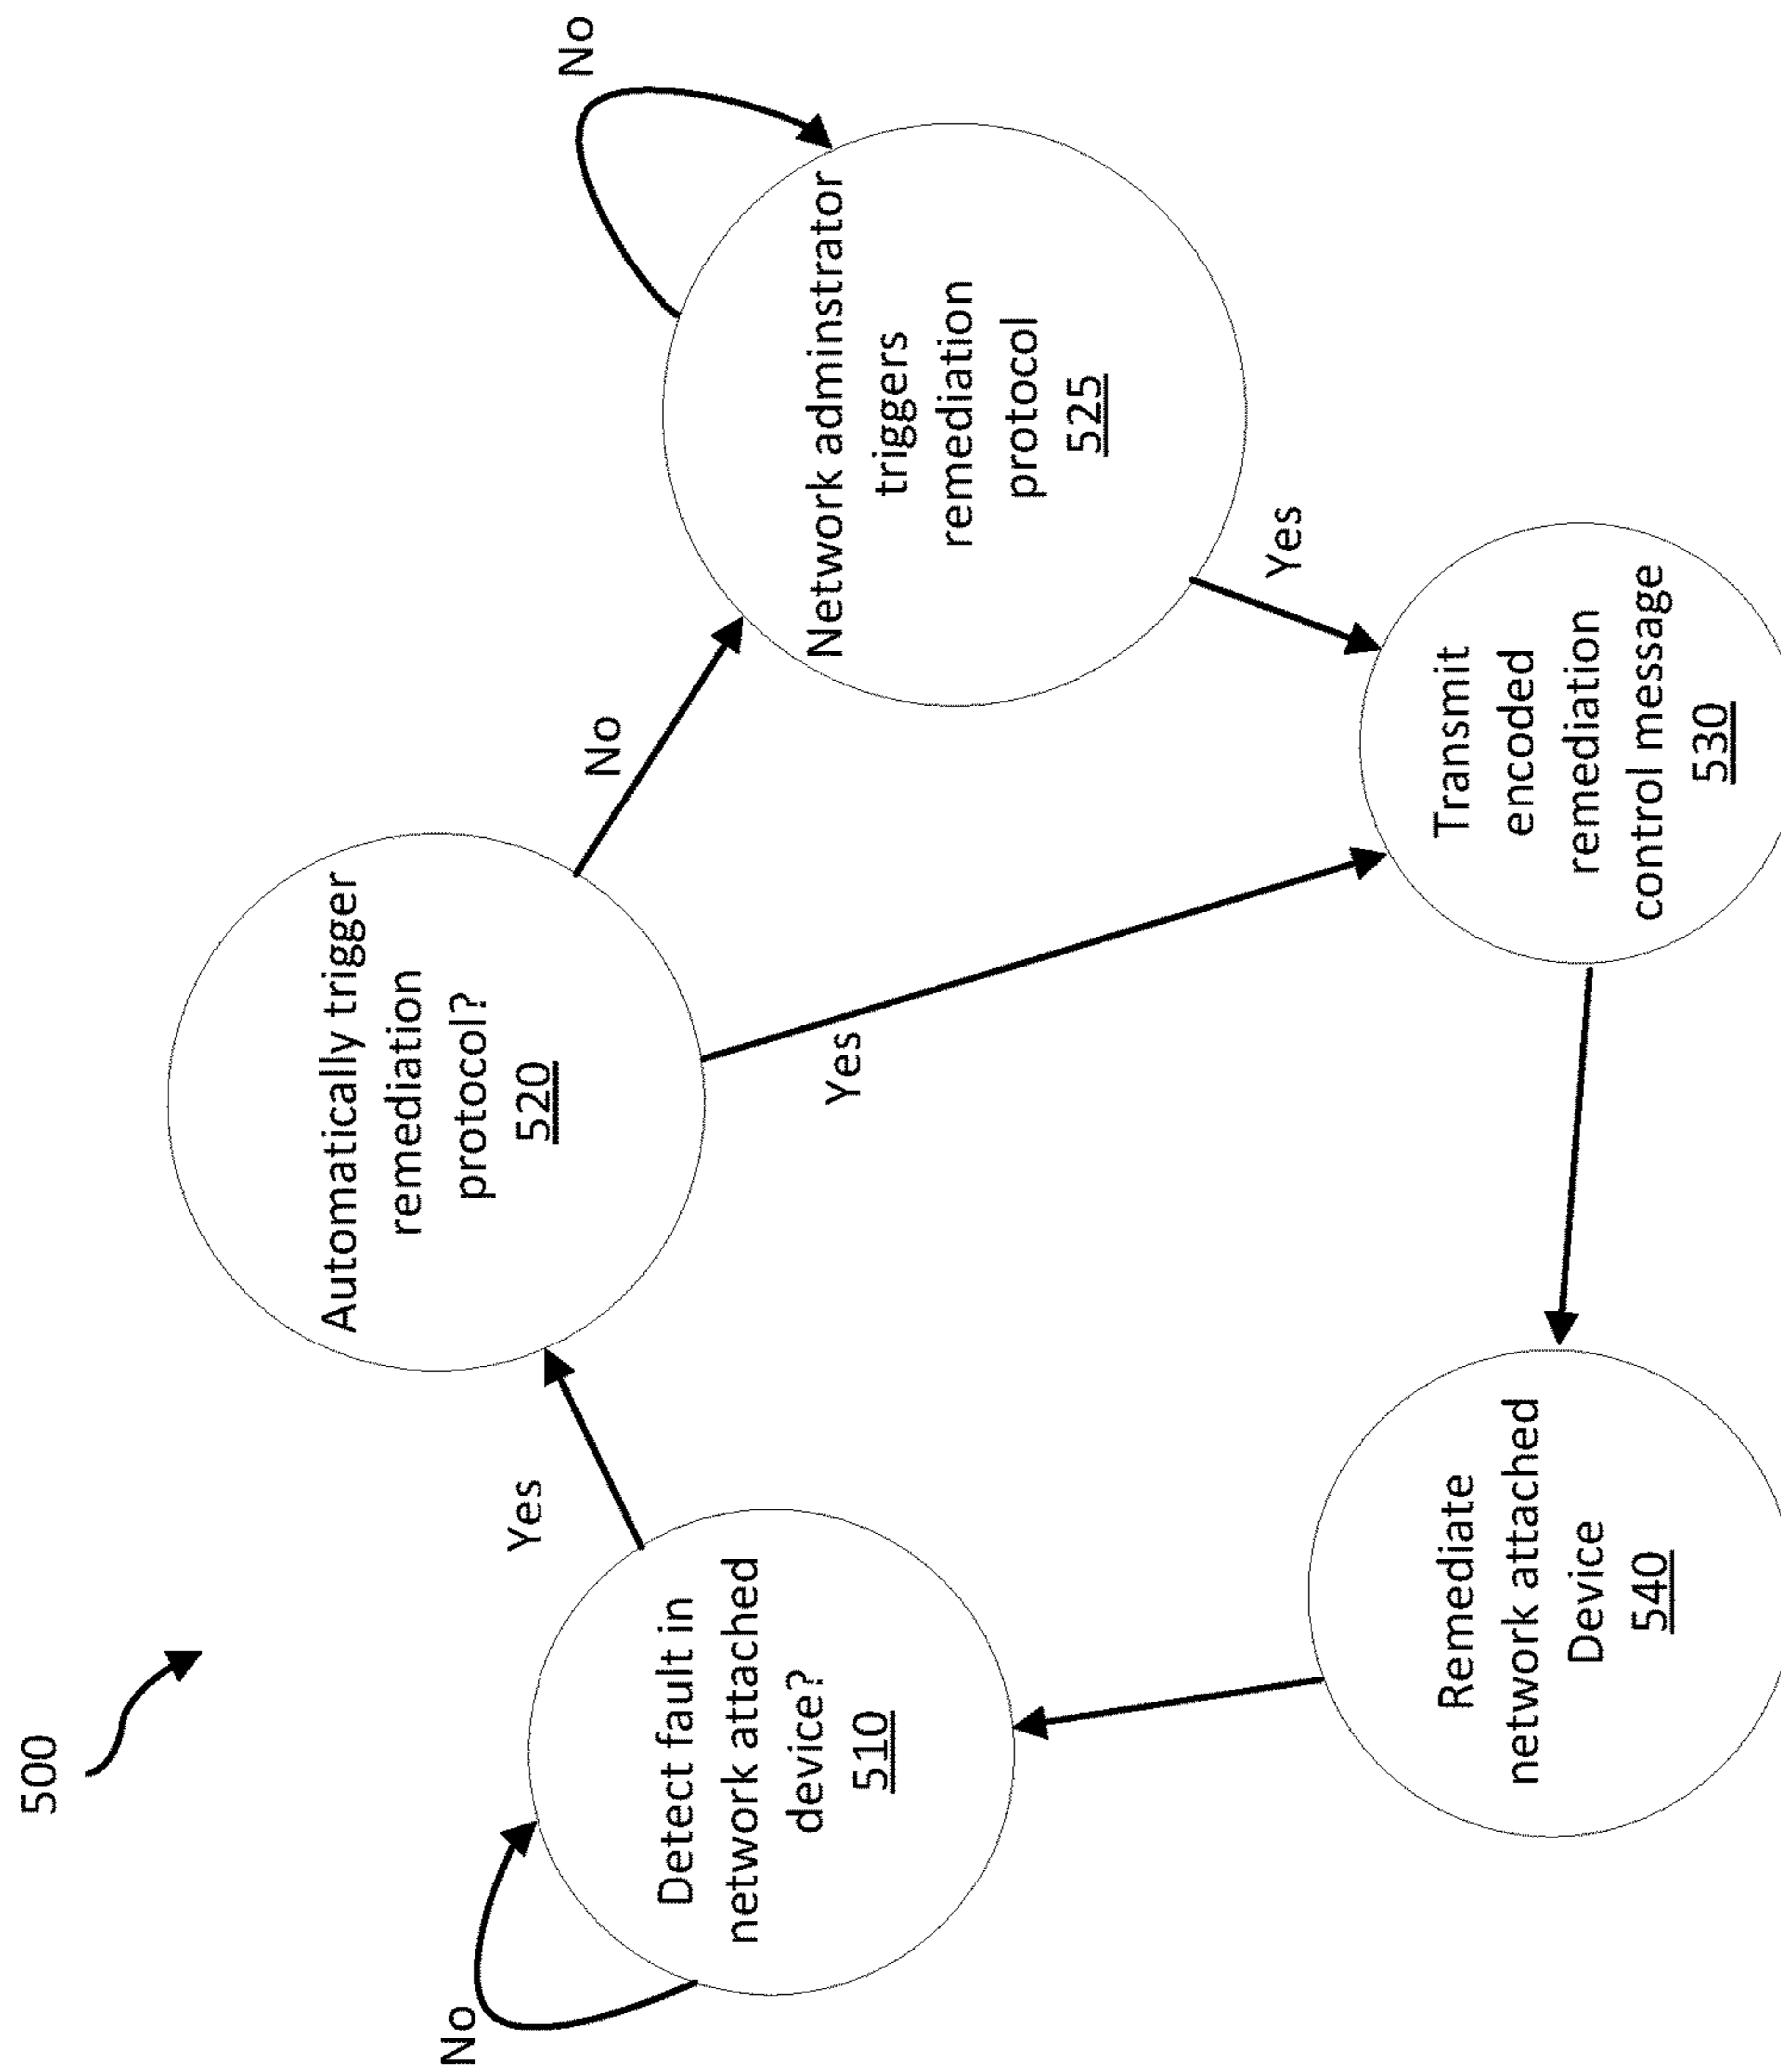 500
No
Detect fault in
network attached
device?
510
Yes
Automatically trigger
remediation
protocol?
520
No
Yes
Network adminstrator
triggers
remediation
protocol
525
No
Yes
Transmit
encoded
remediation
control message
530
Remediate
network attached
Device
540